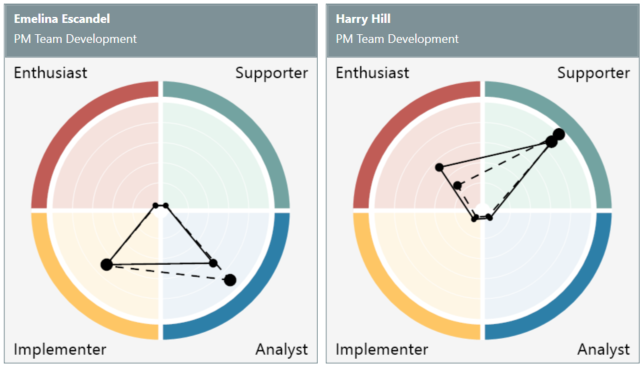 Emelina Escandel
PM Team Development
Enthusiast
Supporter
Implementer
Analyst
Harry Hill
PM Team Development
Enthusiast
Supporter
Implementer
Analyst